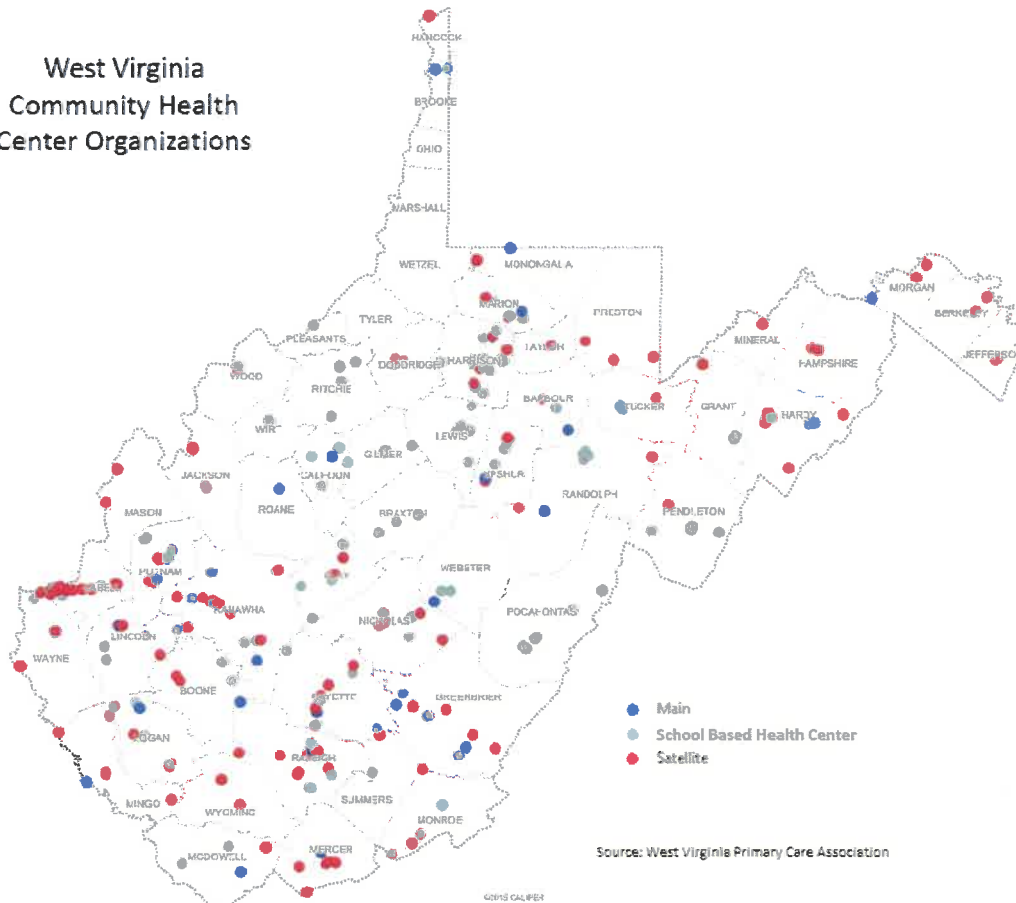 West Virginia
Community Health
Center Organizations
HANCOCK
BROOKE
OHIO
MARSHALL
WETZEL
MONONGALIA
MORGAN
BERKELEY
JEFFERSO
MARION
PRESTON
MINERAL
HAMPSHIRE
TYLER
PLEASANTS
DODDRIDGE
HARRISON
TAYLOR
WOOD
RITCHIE
BARBOUR
TUCKER
GRANT
HARDY
WIRT
LEWIS
GILMER
JACKSON
CALHOUN
UPSHUR
RANDOLPH
MASON
ROANE
BRAXTON
PENDLETON
PUTNAM
WEBSTER
KANAWHA
NICHOLAS
POCAHONTAS
LINCOLN
WAYNE
BOONE
GREENBRIER
Main
School Based Health Center
Satellite
RALEIGH
SUMMERS
MINGO
WYOMING
MONROE
MERCER
MCDOWELL
Source: West Virginia Primary Care Association
©2015 CALIPER